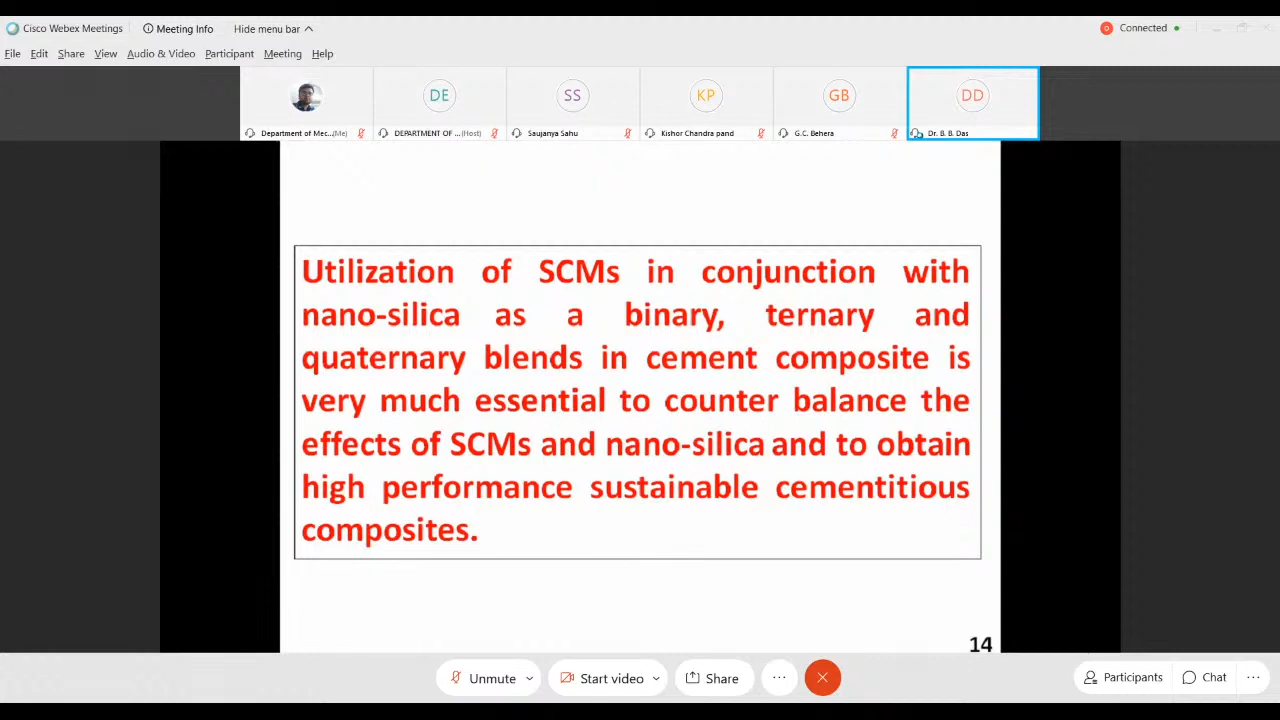 Cisco Webex Meetings Meeting Info Hide menu bar Connected
File Edit Share View Audio & Video Participant Meeting Help
DE SS KP GB DD
Department of Mec... (Me) DEPARTMENT OF ... (Host) Saujanya Sahu Kishor Chandra pand G.C. Behera Dr. B. B. Das
Utilization of SCMs in conjunction with
nano-silica as a binary, ternary and
quaternary blends in cement composite is
very much essential to counter balance the
effects of SCMs and nano-silica and to obtain
high performance sustainable cementitious
composites.
14
Unmute Start video Share ... Participants Chat ...